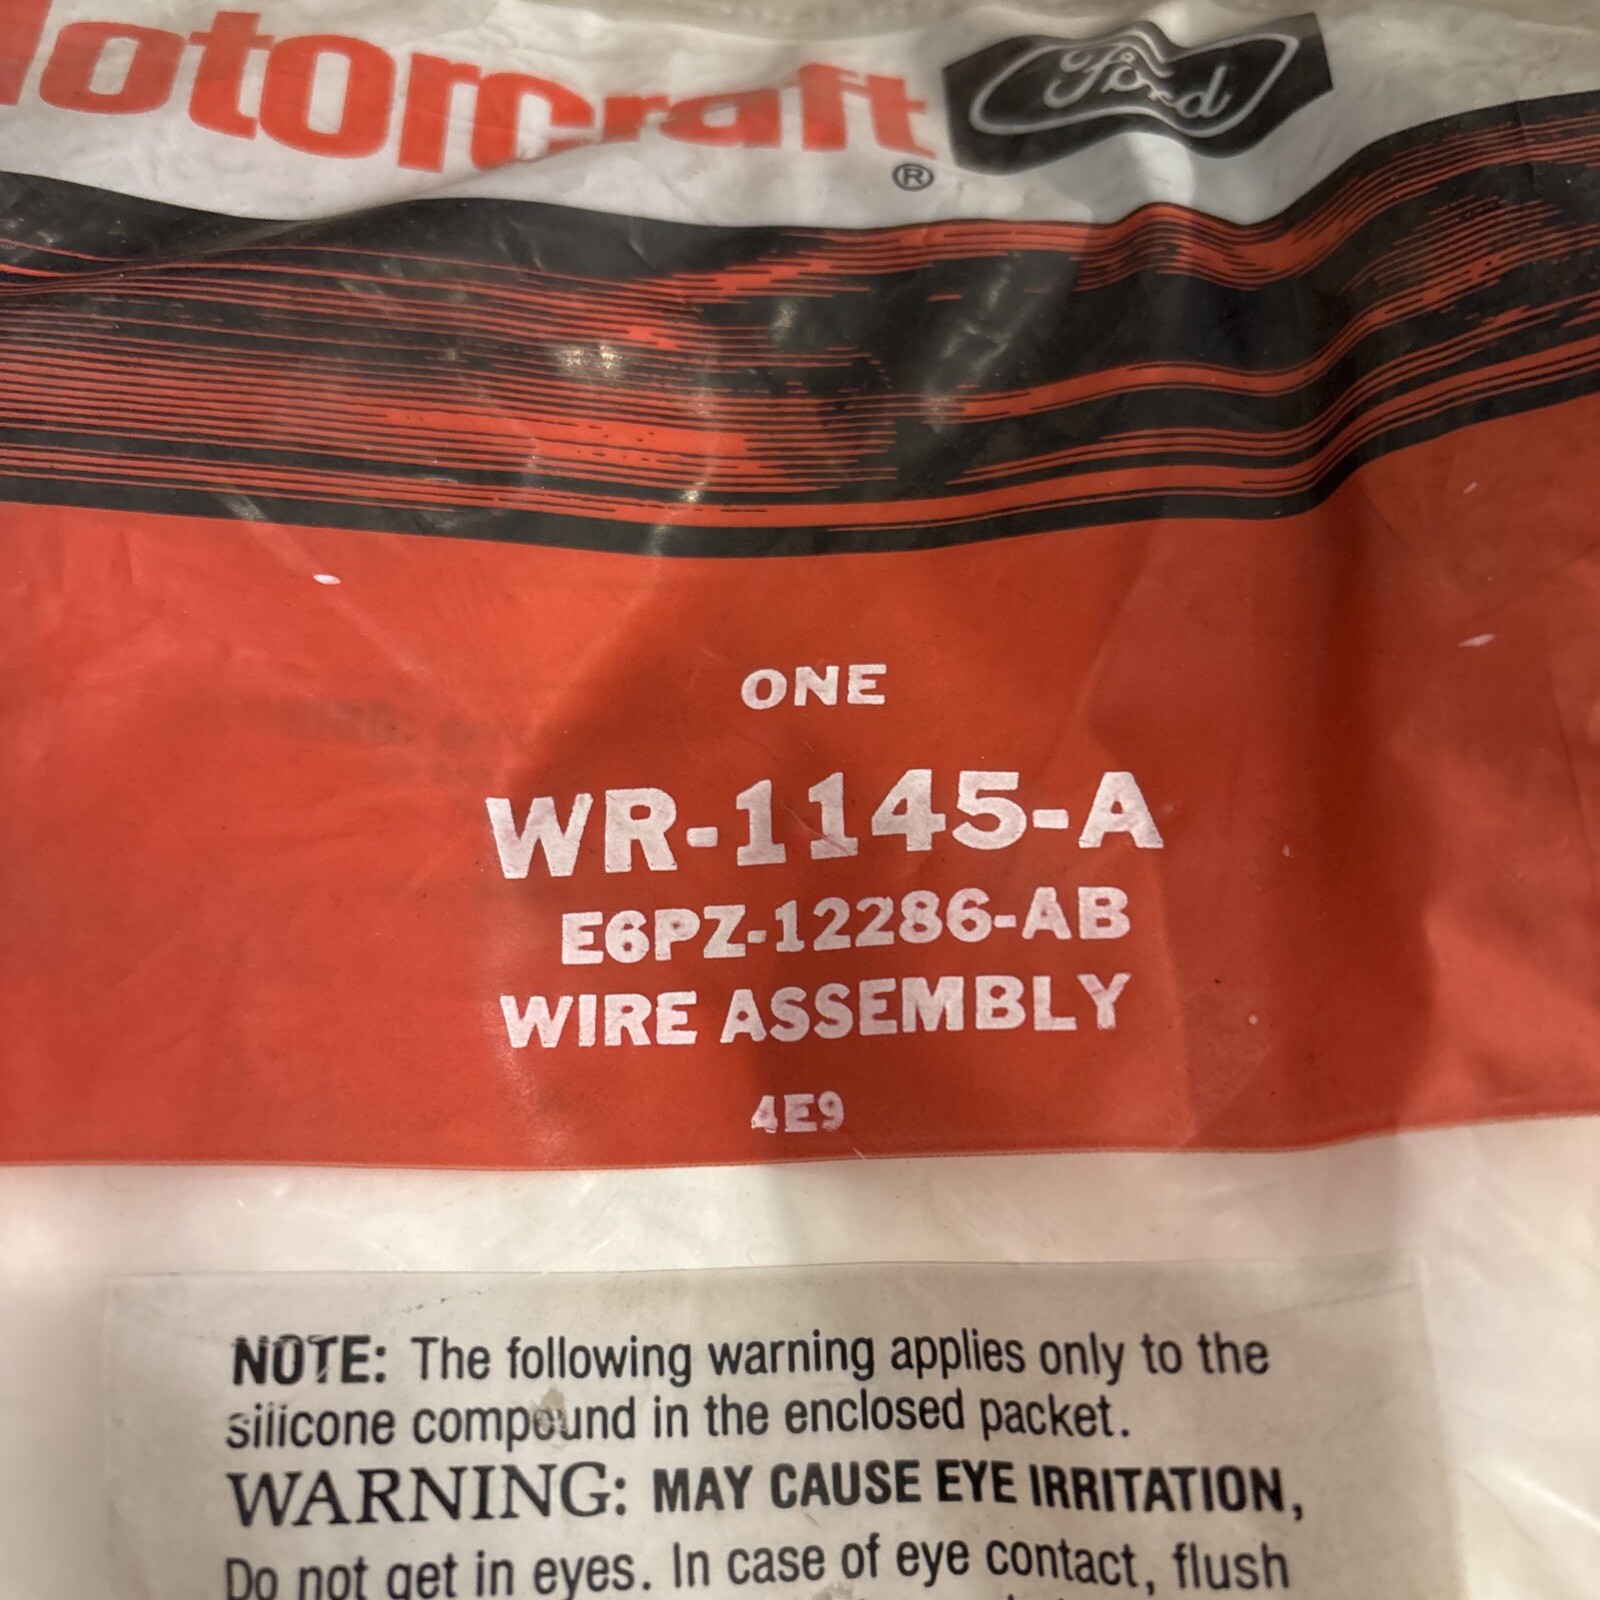 Motorcraft ® Ford
ONE
WR-1145-A
E6PZ-12286-AB
WIRE ASSEMBLY
4E9
NOTE: The following warning applies only to the
silicone compound in the enclosed packet.
WARNING: MAY CAUSE EYE IRRITATION,
Do not get in eyes. In case of eye contact, flush